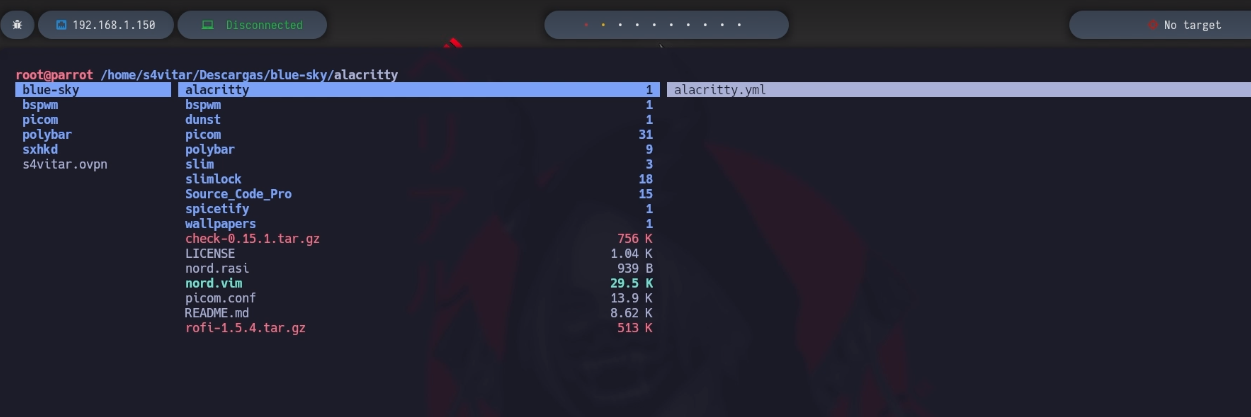 192.168.1.150 Disconnected No target
root@parrot /home/s4vitar/Descargas/blue-sky/alacritty
blue-sky alacritty 1 alacritty.yml
bspwm bspwm 1
picom dunst 1
polybar picom 31
sxhkd polybar 9
s4vitar.ovpn slim 3
slimlock 18
Source_Code_Pro 15
spicetify 1
wallpapers 1
check-0.15.1.tar.gz 756 K
LICENSE 1.04 K
nord.rasi 939 B
nord.vim 29.5 K
picom.conf 13.9 K
README.md 8.62 K
rofi-1.5.4.tar.gz 513 K